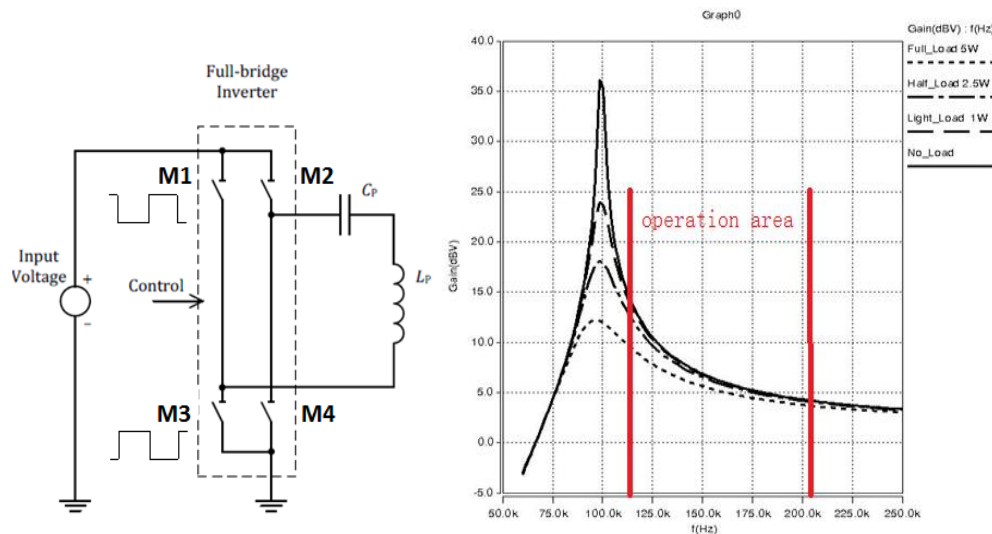 Full-bridge
Inverter
M1
M2
Cₚ
Input
Voltage
+
−
Control
Lₚ
M3
M4
Graph0
Gain(dBV) : f(Hz)
Full_Load 5W
Half_Load 2.5W
Light_Load 1W
No_Load
operation area
Gain(dBV)
40.0
35.0
30.0
25.0
20.0
15.0
10.0
5.0
0.0
-5.0
50.0k 75.0k 100.0k 125.0k 150.0k 175.0k 200.0k 225.0k 250.0k
f(Hz)